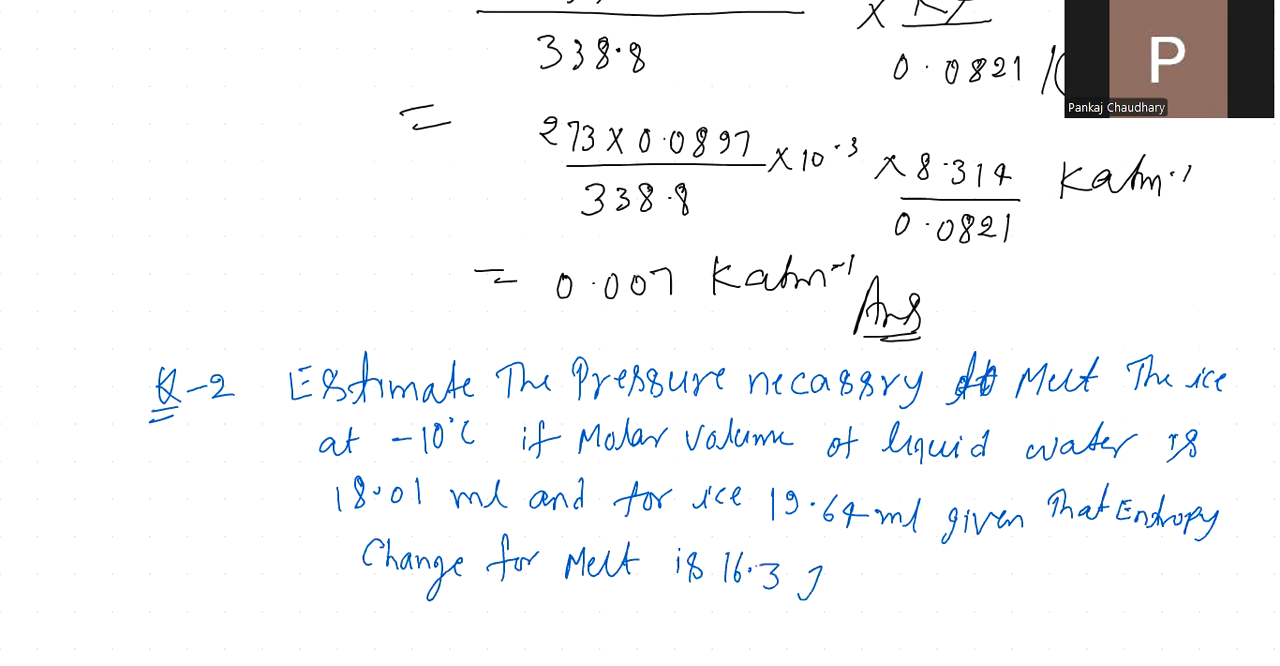 338.8
0.0821
P
Pankaj Chaudhary
= 273 X 0.0897 X 10-3 X 8.314 Katm-1
338.8 0.0821
= 0.007 Katm-1
Ans
Q-2 Estimate The Pressure necassry to Melt The ice
at -10°C if Molar volume of liquid water is
18.01 ml and for ice 19.64 ml given That Entropy
Change for Melt is 16.3 J